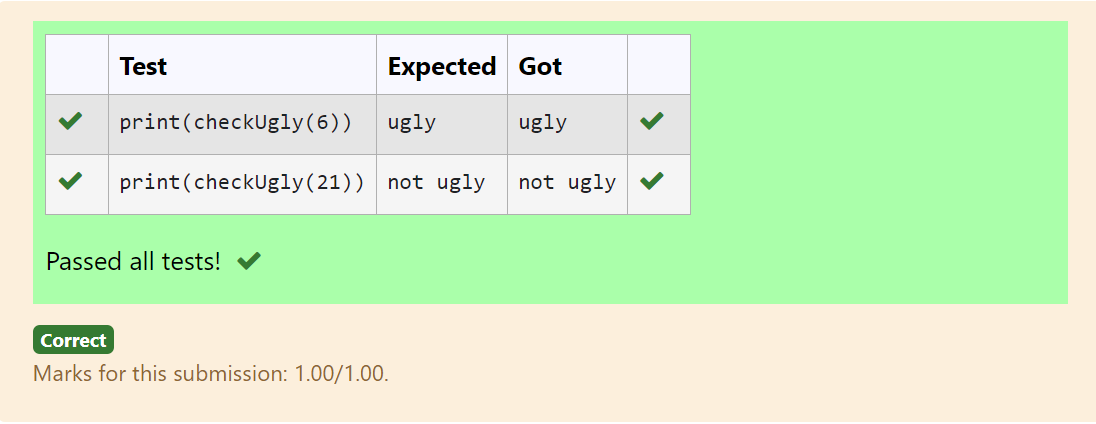 Test Expected Got
print(checkUgly(6)) ugly ugly
print(checkUgly(21)) not ugly not ugly
Passed all tests!
Correct
Marks for this submission: 1.00/1.00.